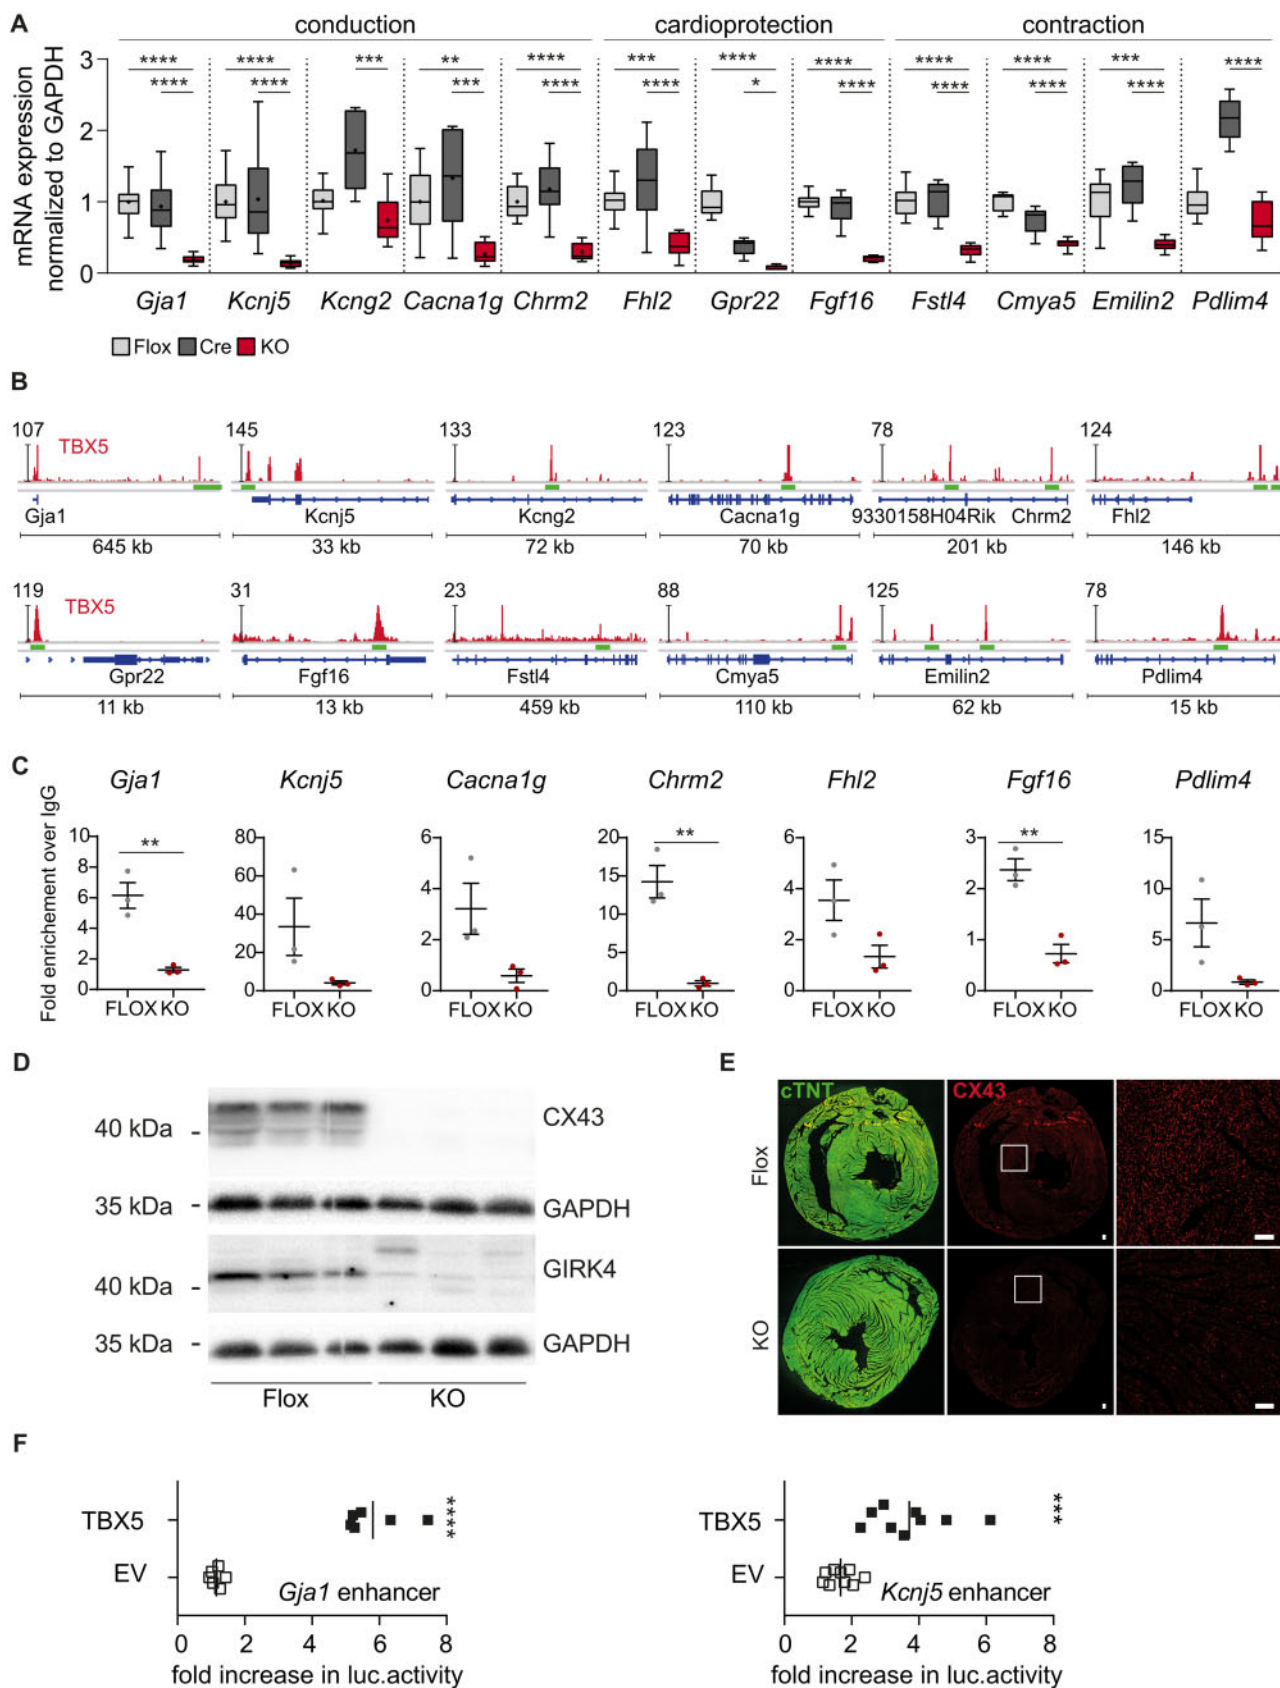 A
conduction cardioprotection contraction
mRNA expression
normalized to GAPDH
3
2
1
0
**** **** *** ** **** *** **** **** **** **** *** ****
**** **** *** **** **** * **** **** **** ****
Gja1 Kcnj5 Kcng2 Cacna1g Chrm2 Fhl2 Gpr22 Fgf16 Fstl4 Cmya5 Emilin2 Pdlim4
Flox Cre KO
B
107 145 133 123 78 124
TBX5
Gja1 Kcnj5 Kcng2 Cacna1g 9330158H04Rik Chrm2 Fhl2
645 kb 33 kb 72 kb 70 kb 201 kb 146 kb
119 31 23 88 125 78
TBX5
Gpr22 Fgf16 Fstl4 Cmya5 Emilin2 Pdlim4
11 kb 13 kb 459 kb 110 kb 62 kb 15 kb
C
Gja1 Kcnj5 Cacna1g Chrm2 Fhl2 Fgf16 Pdlim4
Fold enrichement over IgG
10 8 6 4 2 0
**
FLOX KO
80 60 40 20 0
FLOX KO
6 4 2 0
FLOX KO
20 15 10 5 0
**
FLOX KO
6 4 2 0
FLOX KO
3 2 1 0
**
FLOX KO
15 10 5 0
FLOX KO
D
40 kDa - CX43
35 kDa - GAPDH
40 kDa - GIRK4
35 kDa - GAPDH
Flox KO
E
cTNT CX43
Flox
KO
F
TBX5
EV
****
Gja1 enhancer
0 2 4 6 8
fold increase in luc.activity
TBX5
EV
***
Kcnj5 enhancer
0 2 4 6 8
fold increase in luc.activity